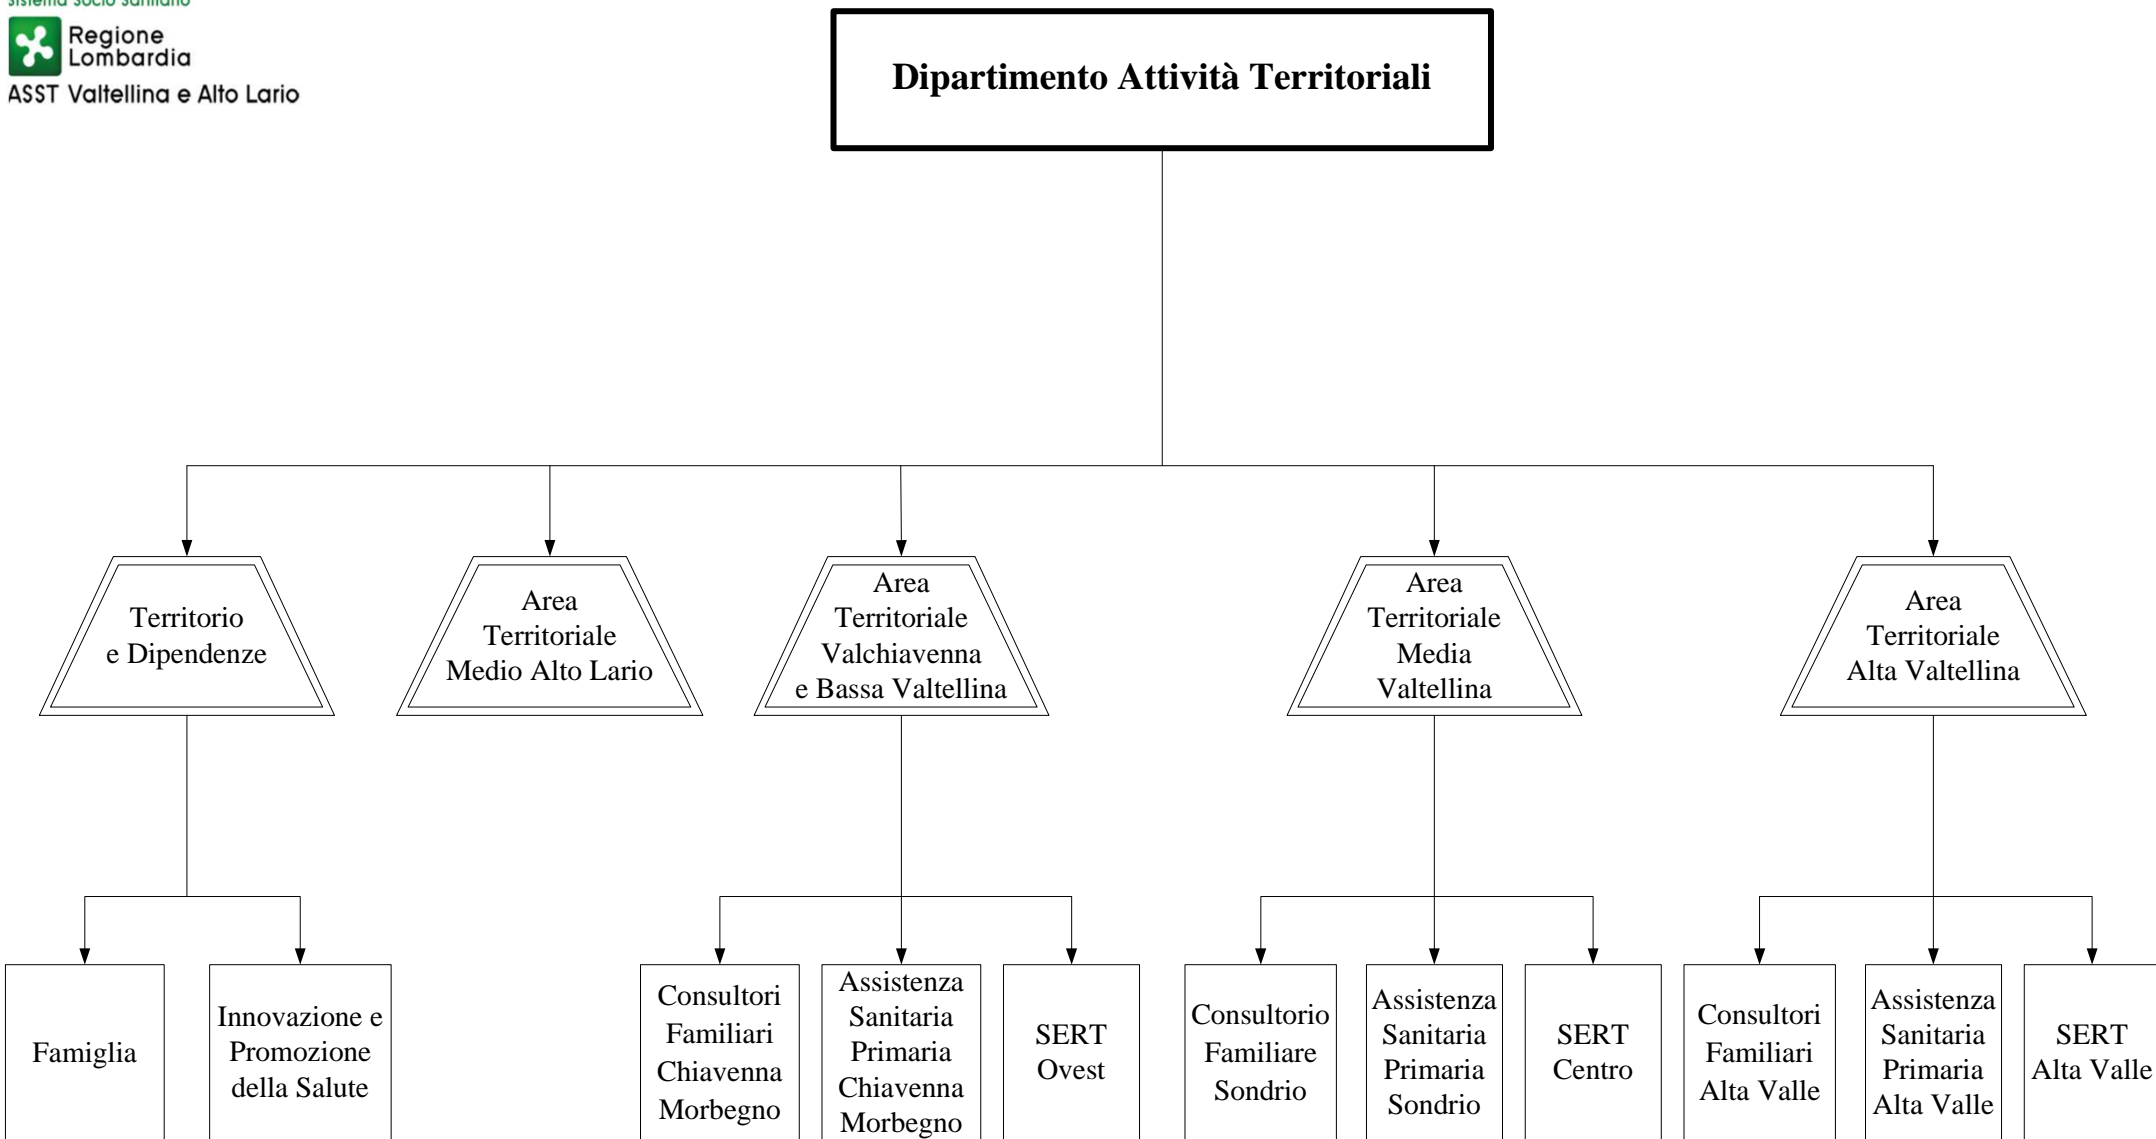 Sistema Socio Sanitario
Regione
Lombardia
ASST Valtellina e Alto Lario
Dipartimento Attività Territoriali
Territorio
e Dipendenze
Area
Territoriale
Medio Alto Lario
Area
Territoriale
Valchiavenna
e Bassa Valtellina
Area
Territoriale
Media
Valtellina
Area
Territoriale
Alta Valtellina
Famiglia
Innovazione e
Promozione
della Salute
Consultori
Familiari
Chiavenna
Morbegno
Assistenza
Sanitaria
Primaria
Chiavenna
Morbegno
SERT
Ovest
Consultorio
Familiare
Sondrio
Assistenza
Sanitaria
Primaria
Sondrio
SERT
Centro
Consultori
Familiari
Alta Valle
Assistenza
Sanitaria
Primaria
Alta Valle
SERT
Alta Valle